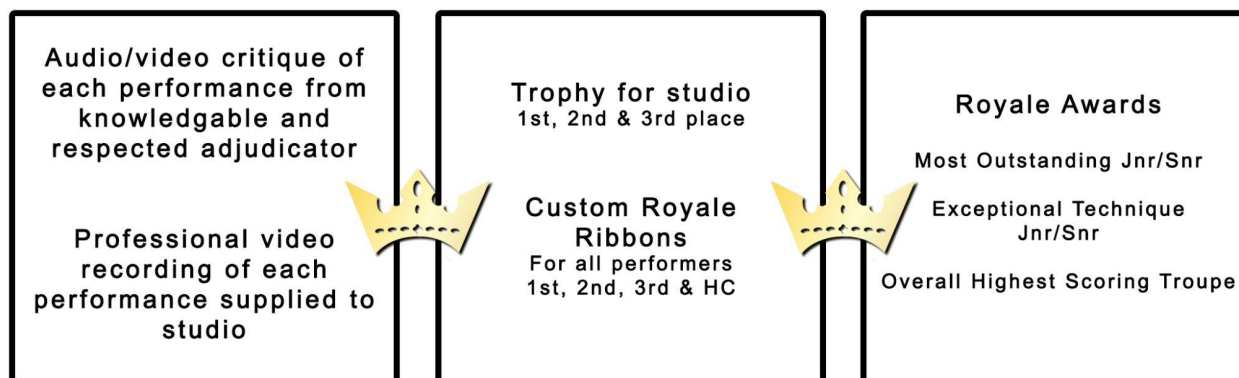 Audio/video critique of
each performance from
knowledgable and
respected adjudicator
Professional video
recording of each
performance supplied to
studio
Trophy for studio
1st, 2nd & 3rd place
Custom Royale
Ribbons
For all performers
1st, 2nd, 3rd & HC
Royale Awards
Most Outstanding Jnr/Snr
Exceptional Technique
Jnr/Snr
Overall Highest Scoring Troupe